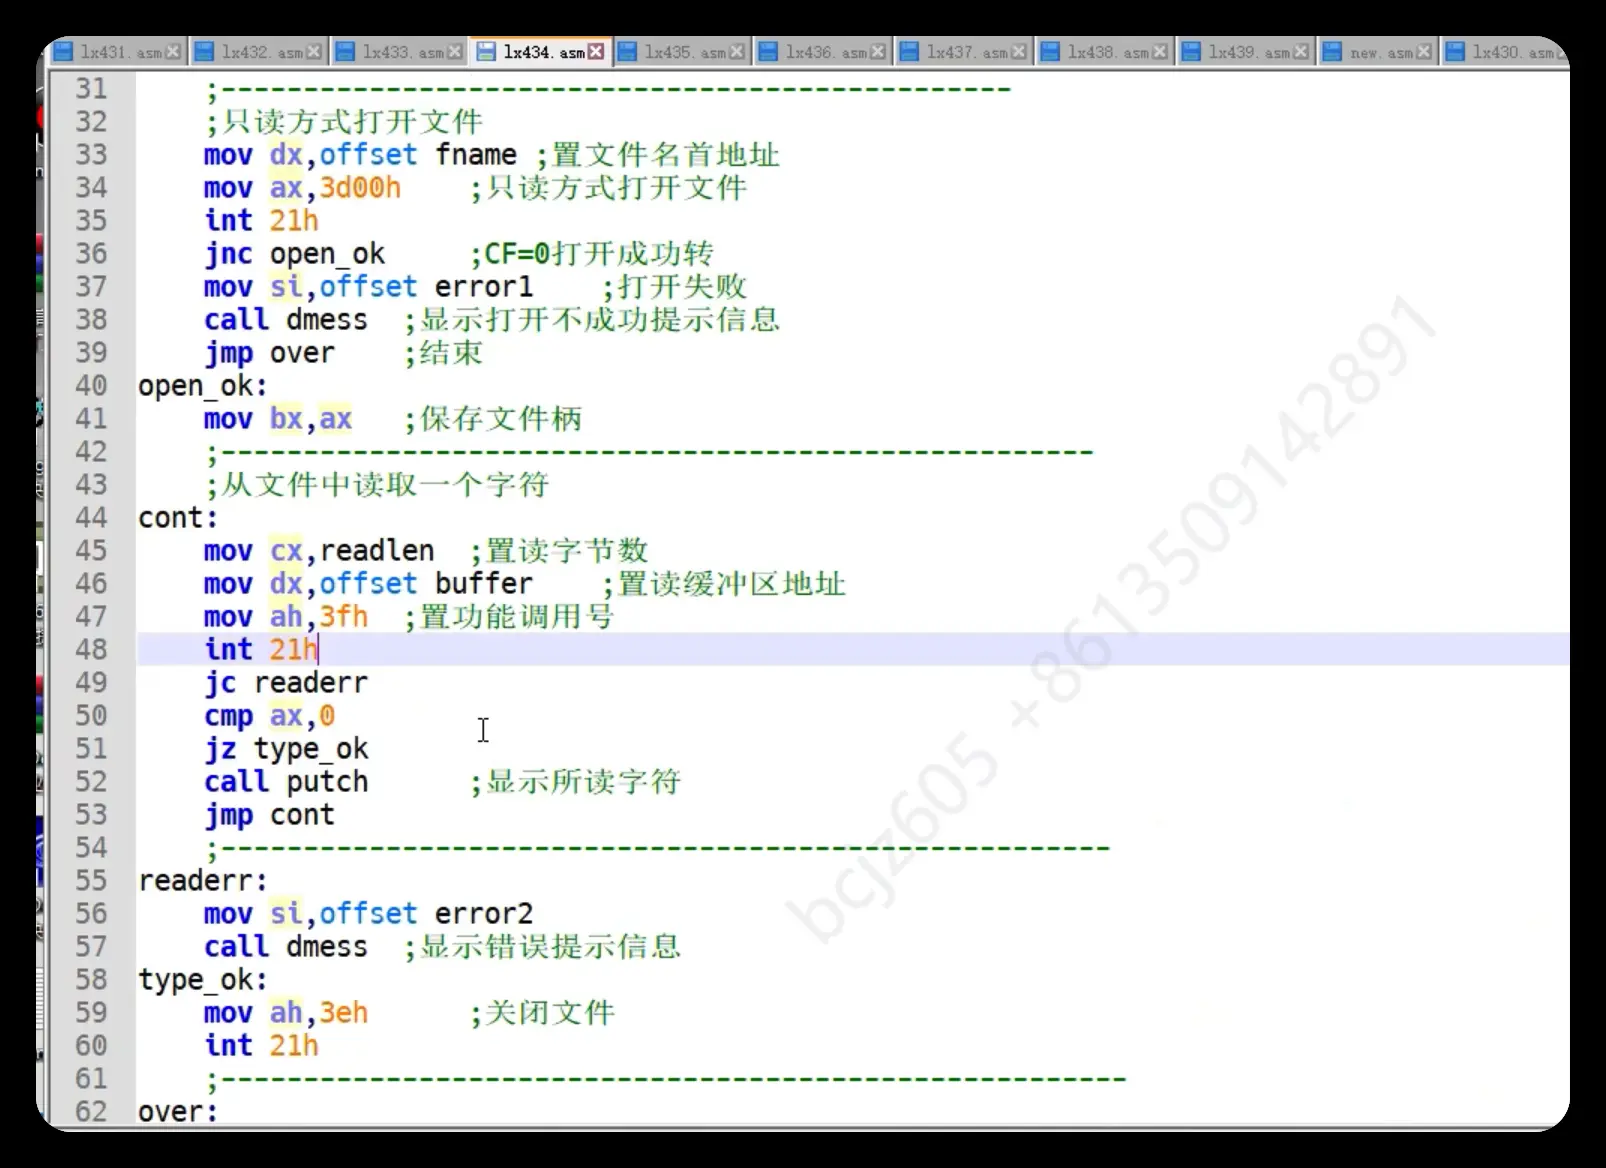 lx431.asm lx432.asm lx433.asm lx434.asm lx435.asm lx436.asm lx437.asm lx438.asm lx439.asm new.asm lx430.asm
31 ;------------------------------------------------
32 ;只读方式打开文件
33 mov dx,offset fname ;置文件名首地址
34 mov ax,3d00h ;只读方式打开文件
35 int 21h
36 jnc open_ok ;CF=0打开成功转
37 mov si,offset error1 ;打开失败
38 call dmess ;显示打开不成功提示信息
39 jmp over ;结束
40 open_ok:
41 mov bx,ax ;保存文件柄
42 ;-----------------------------------------------------
43 ;从文件中读取一个字符
44 cont:
45 mov cx,readlen ;置读字节数
46 mov dx,offset buffer ;置读缓冲区地址
47 mov ah,3fh ;置功能调用号
48 int 21h
49 jc readerr
50 cmp ax,0
51 jz type_ok
52 call putch ;显示所读字符
53 jmp cont
54 ;------------------------------------------------------
55 readerr:
56 mov si,offset error2
57 call dmess ;显示错误提示信息
58 type_ok:
59 mov ah,3eh ;关闭文件
60 int 21h
61 ;-------------------------------------------------------
62 over:
bcjz605 +8613509142891